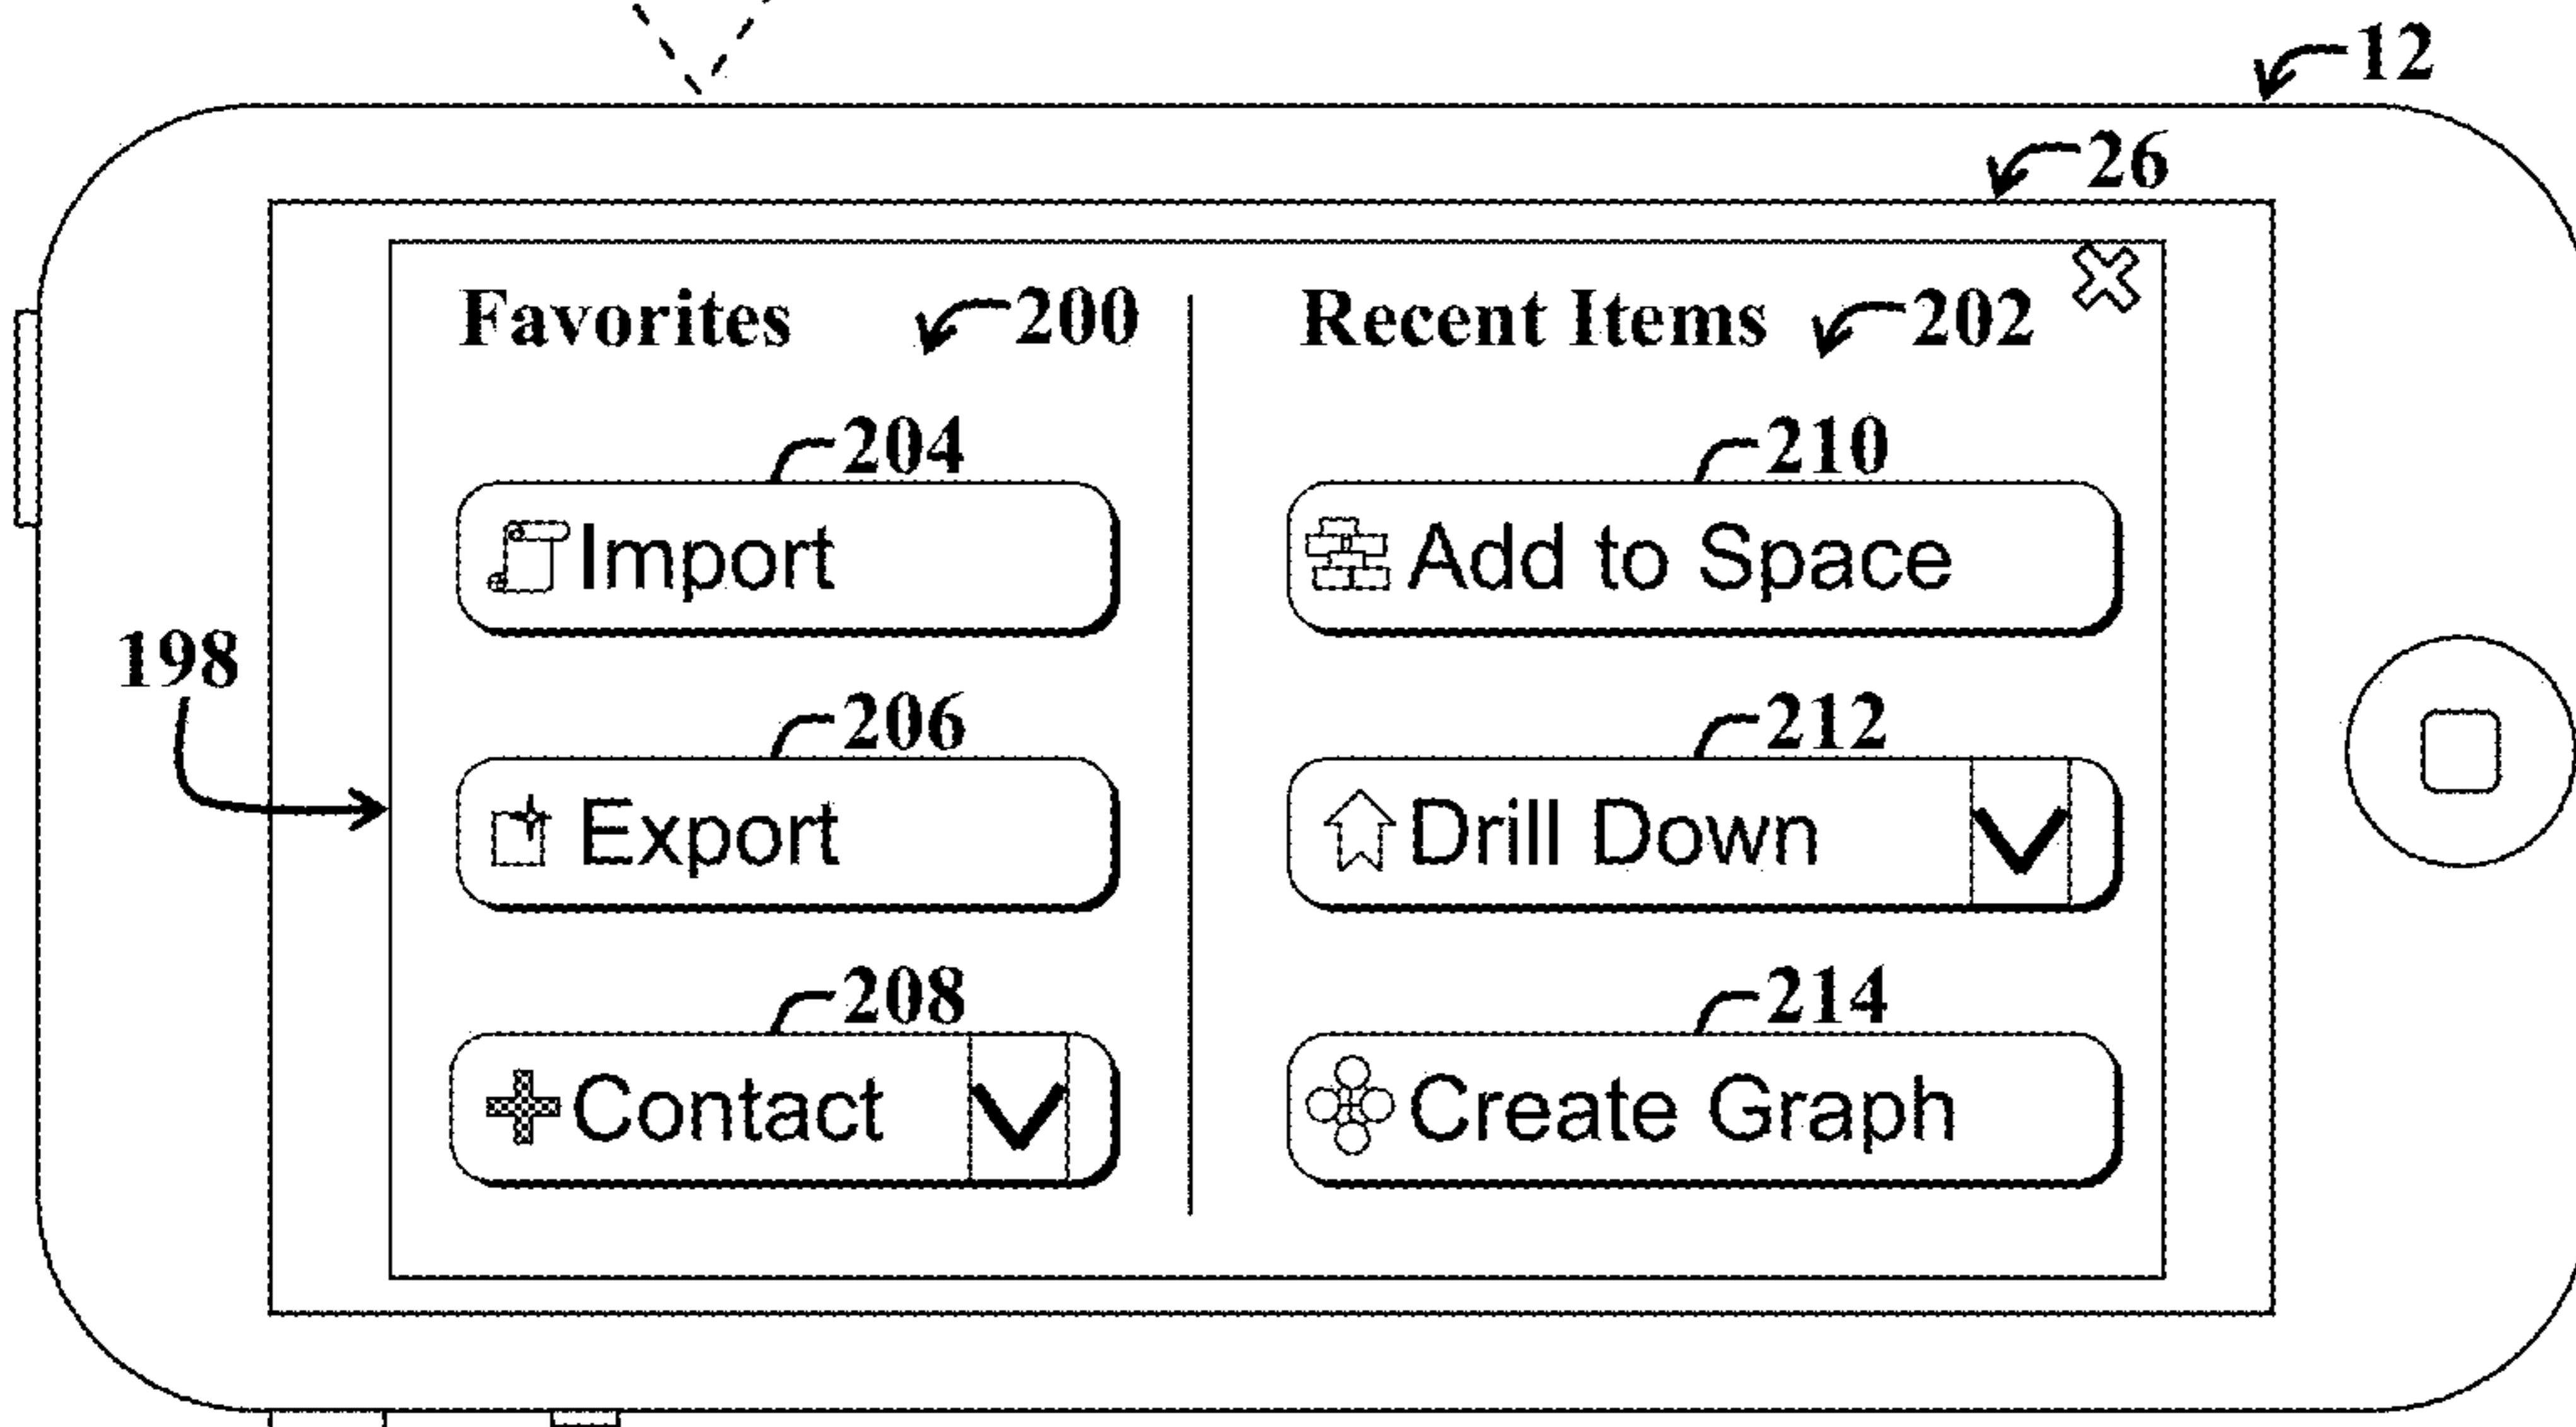 12
26
Favorites 200 Recent Items 202
204 210
Import Add to Space
198
206 212
Export Drill Down
208 214
Contact Create Graph